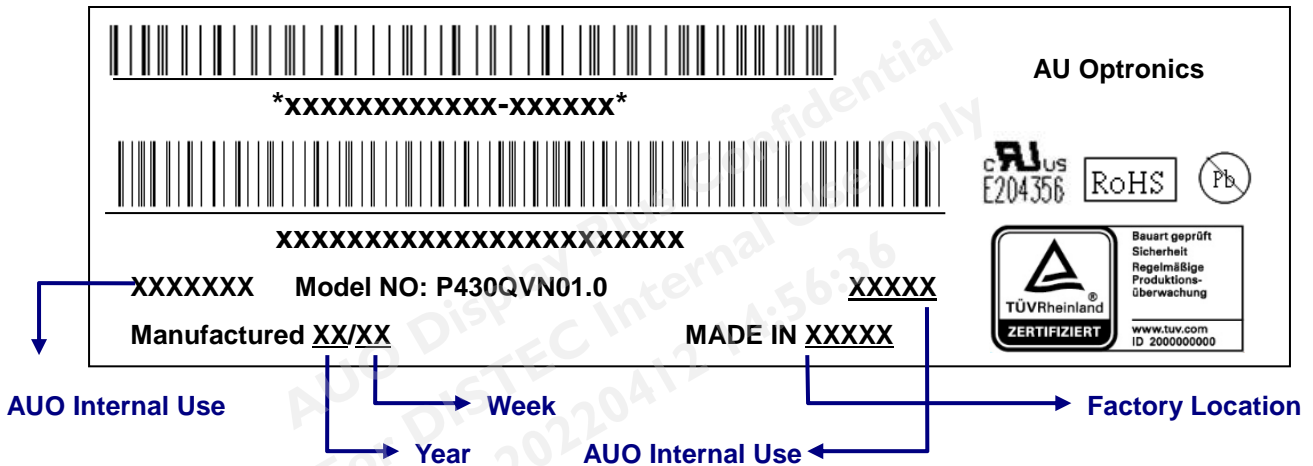 AU Optronics
*xxxxxxxxxxxx-xxxxxx*
c RU us
E204356
RoHS
Pb
xxxxxxxxxxxxxxxxxxxxxxx
Bauart geprüft
Sicherheit
Regelmäßige
Produktions-
überwachung
www.tuv.com
ID 2000000000
TÜVRheinland®
ZERTIFIZIERT
XXXXXXX Model NO: P430QVN01.0 XXXXX
Manufactured XX/XX MADE IN XXXXX
AUO Internal Use
Week
Factory Location
Year
AUO Internal Use
AUO Display Plus Confidential
For DISTEC Internal Use Only
20220412 14:56:36